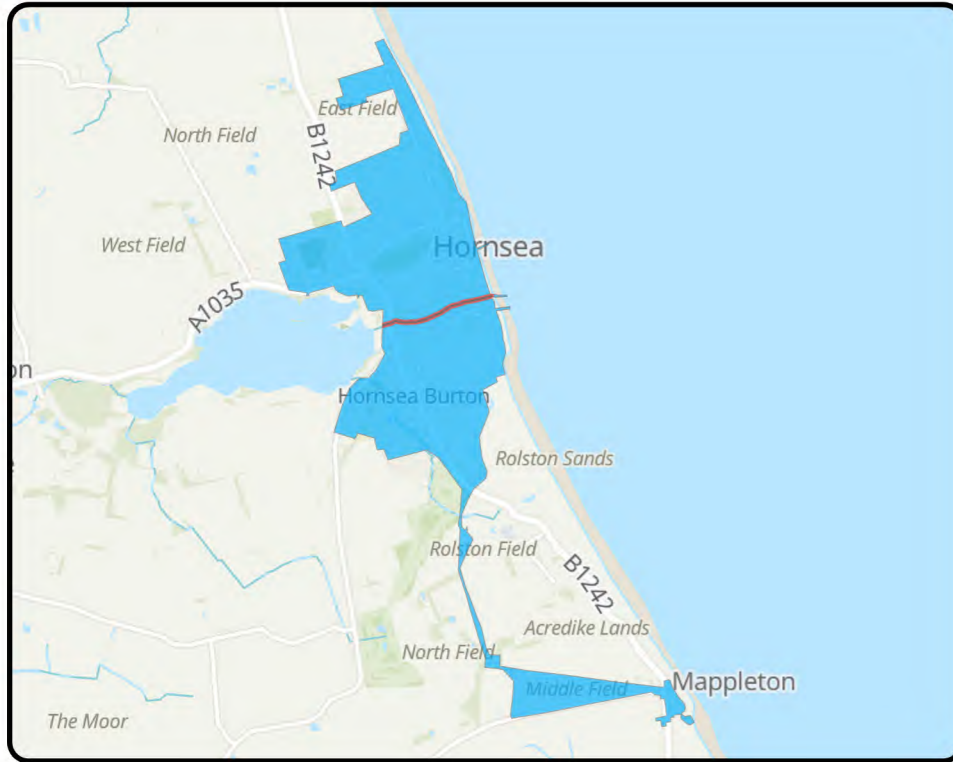 East Field
North Field
B1242
West Field
Hornsea
A1035
on
Hornsea Burton
Rolston Sands
Rolston Field
B1242
Acredike Lands
North Field
Middle Field
Mappleton
The Moor